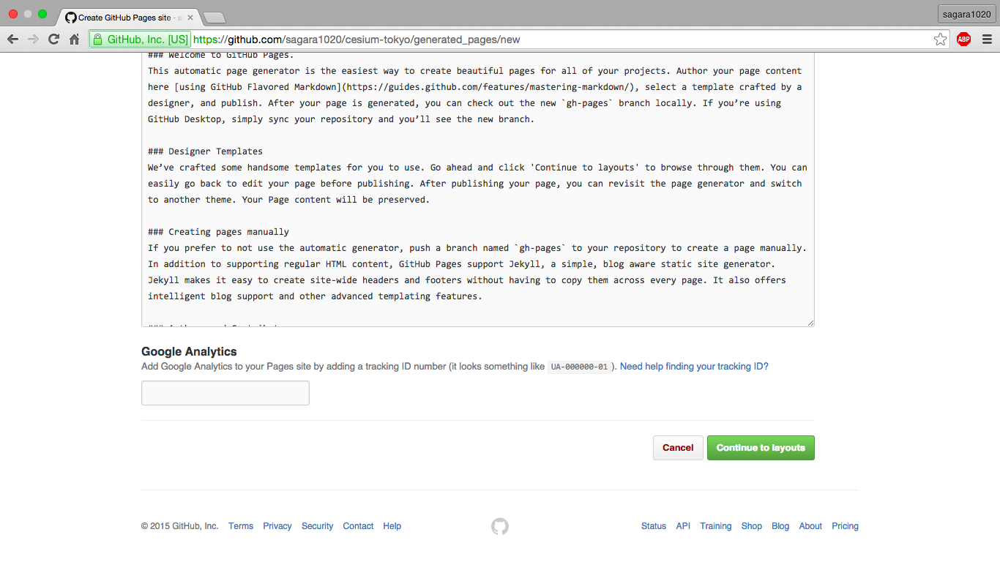 Create GitHub Pages site · s
sagara1020
GitHub, Inc. [US] https://github.com/sagara1020/cesium-tokyo/generated_pages/new
ABP
### Welcome to GitHub Pages.
This automatic page generator is the easiest way to create beautiful pages for all of your projects. Author your page content
here [using GitHub Flavored Markdown](https://guides.github.com/features/mastering-markdown/), select a template crafted by a
designer, and publish. After your page is generated, you can check out the new `gh-pages` branch locally. If you’re using
GitHub Desktop, simply sync your repository and you’ll see the new branch.
### Designer Templates
We’ve crafted some handsome templates for you to use. Go ahead and click 'Continue to layouts' to browse through them. You can
easily go back to edit your page before publishing. After publishing your page, you can revisit the page generator and switch
to another theme. Your Page content will be preserved.
### Creating pages manually
If you prefer to not use the automatic generator, push a branch named `gh-pages` to your repository to create a page manually.
In addition to supporting regular HTML content, GitHub Pages support Jekyll, a simple, blog aware static site generator.
Jekyll makes it easy to create site-wide headers and footers without having to copy them across every page. It also offers
intelligent blog support and other advanced templating features.
Google Analytics
Add Google Analytics to your Pages site by adding a tracking ID number (it looks something like UA-000000-01 ). Need help finding your tracking ID?
Cancel
Continue to layouts
© 2015 GitHub, Inc. Terms Privacy Security Contact Help
Status API Training Shop Blog About Pricing